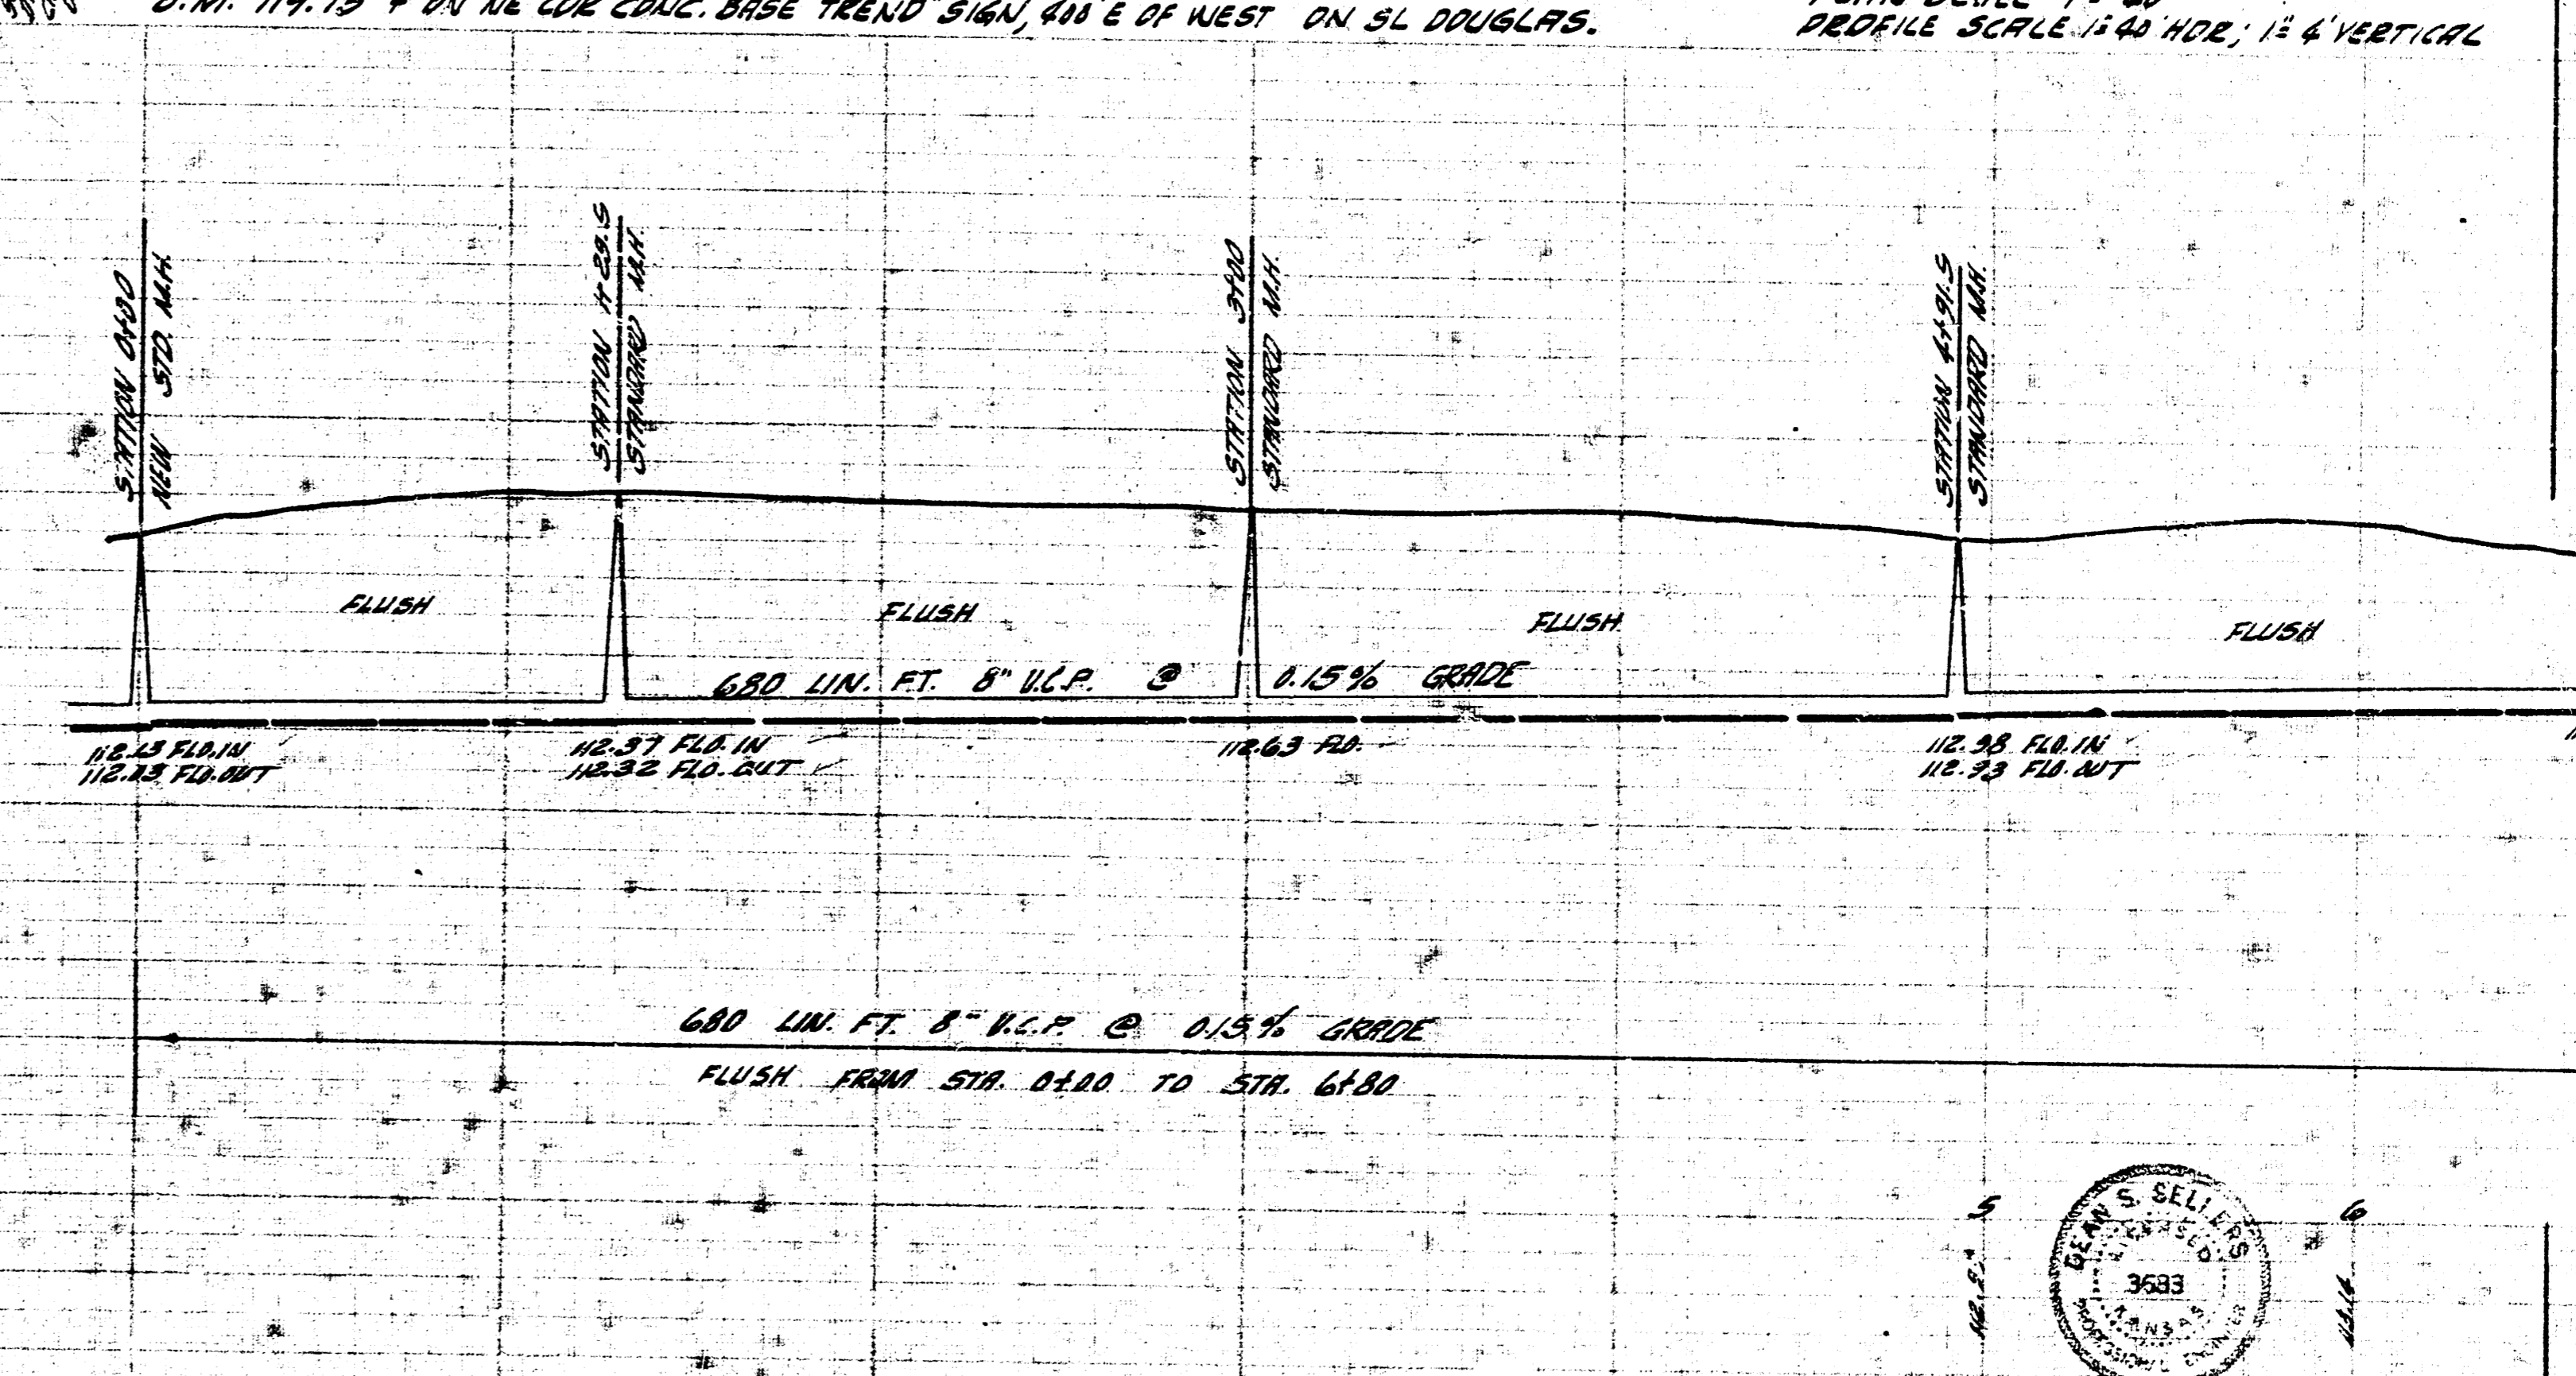 B.M. 119.15 + ON NE COR CONC. BASE "TREND" SIGN, 400' E OF WEST ON SL DOUGLAS.
PROFILE SCALE 1"=40' HOR; 1"=4' VERTICAL
STATION 0+00
NEW STD. M.H.
STATION 1+29.5
STANDARD M.H.
STATION 3+00
STANDARD M.H.
STATION 4+91.5
STANDARD M.H.
FLUSH
FLUSH
FLUSH
FLUSH
680 LIN. FT. 8" V.C.P. @ 0.15% GRADE
112.13 FLO. IN
FLO. OUT
112.37 FLO. IN
112.32 FLO. OUT
112.63 FLO.
112.98 FLO. IN
112.93 FLO. OUT
680 LIN. FT. 8" V.C.P. @ 0.15% GRADE
FLUSH FROM STA. 0+00 TO STA. 6+80
5
6
DEAN S. SELLERS
LICENSED
3683
KANSAS
PROFESSIONAL ENGINEER